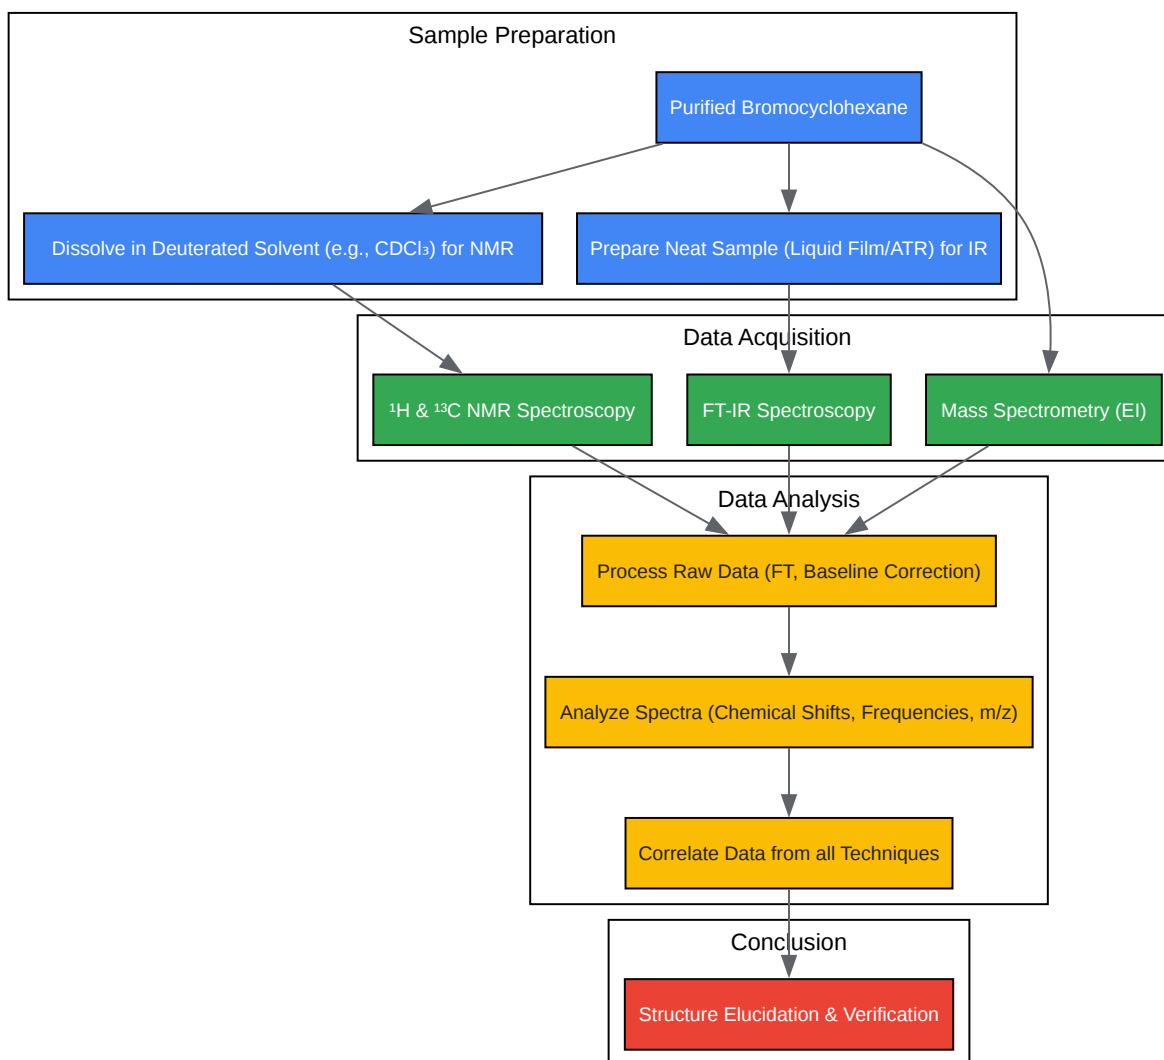 Sample Preparation
Purified Bromocyclohexane
Dissolve in Deuterated Solvent (e.g., CDCl₃) for NMR
Prepare Neat Sample (Liquid Film/ATR) for IR
Data Acquisition
¹H & ¹³C NMR Spectroscopy
FT-IR Spectroscopy
Mass Spectrometry (EI)
Data Analysis
Process Raw Data (FT, Baseline Correction)
Analyze Spectra (Chemical Shifts, Frequencies, m/z)
Correlate Data from all Techniques
Conclusion
Structure Elucidation & Verification